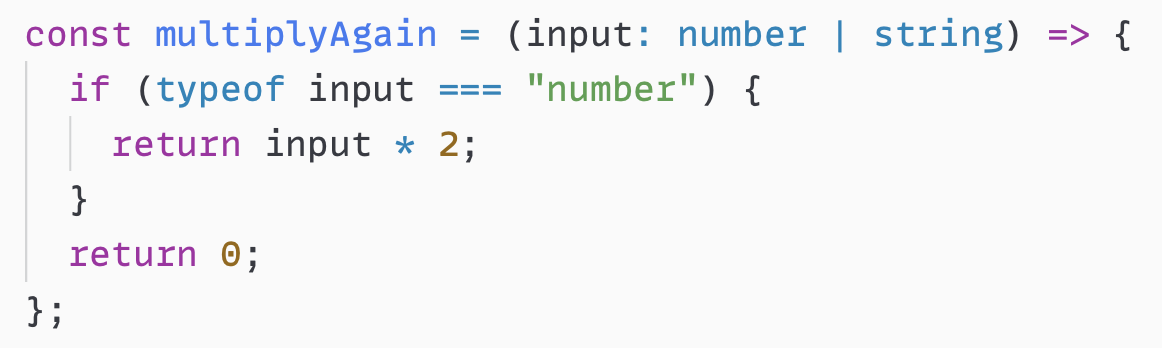 const multiplyAgain = (input: number | string) => {
  if (typeof input === "number") {
    return input * 2;
  }
  return 0;
};